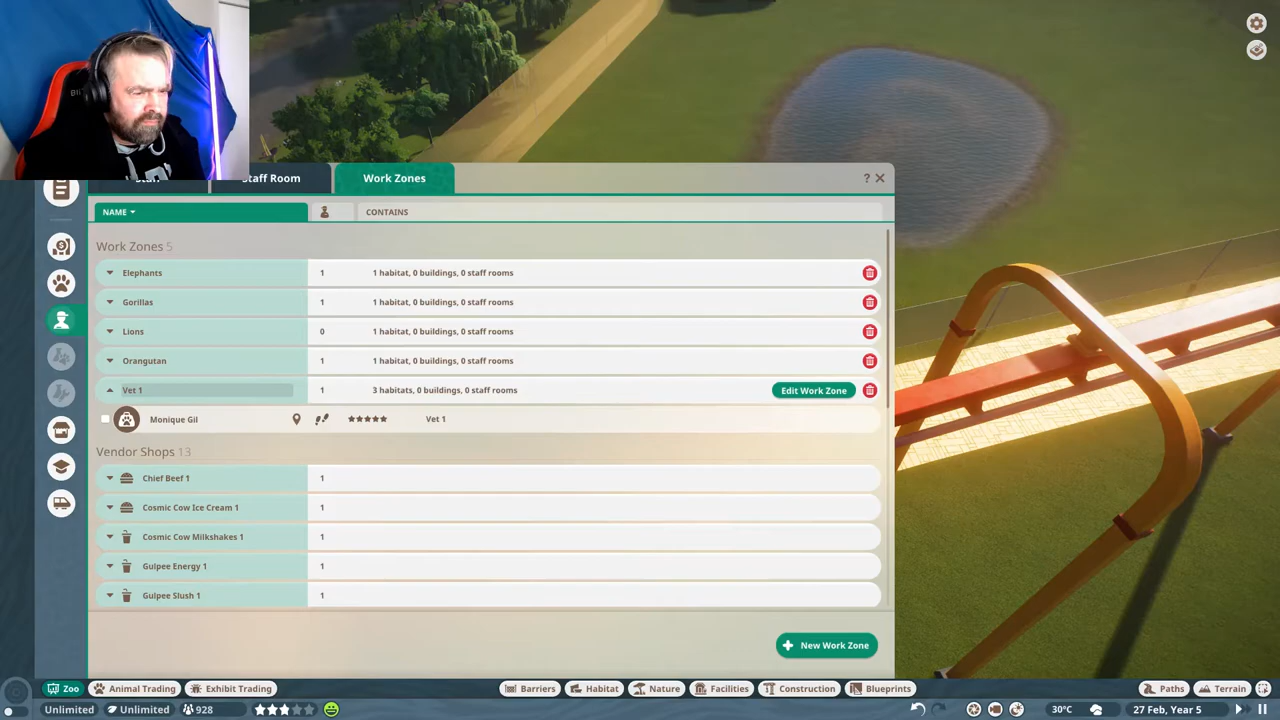 Staff Room
Work Zones
?
NAME
CONTAINS
Work Zones 5
Elephants 1 1 habitat, 0 buildings, 0 staff rooms
Gorillas 1 1 habitat, 0 buildings, 0 staff rooms
Lions 0 1 habitat, 0 buildings, 0 staff rooms
Orangutan 1 1 habitat, 0 buildings, 0 staff rooms
Vet 1 1 3 habitats, 0 buildings, 0 staff rooms Edit Work Zone
Monique Gil Vet 1
Vendor Shops 13
Chief Beef 1 1
Cosmic Cow Ice Cream 1 1
Cosmic Cow Milkshakes 1 1
Gulpee Energy 1 1
Gulpee Slush 1 1
New Work Zone
Zoo Animal Trading Exhibit Trading Barriers Habitat Nature Facilities Construction Blueprints Paths Terrain
Unlimited Unlimited 928 30°C 27 Feb, Year 5